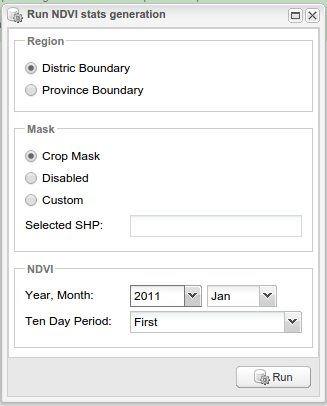 Run NDVI stats generation
Region
Distric Boundary
Province Boundary
Mask
Crop Mask
Disabled
Custom
Selected SHP:
NDVI
Year, Month: 2011 Jan
Ten Day Period: First
Run